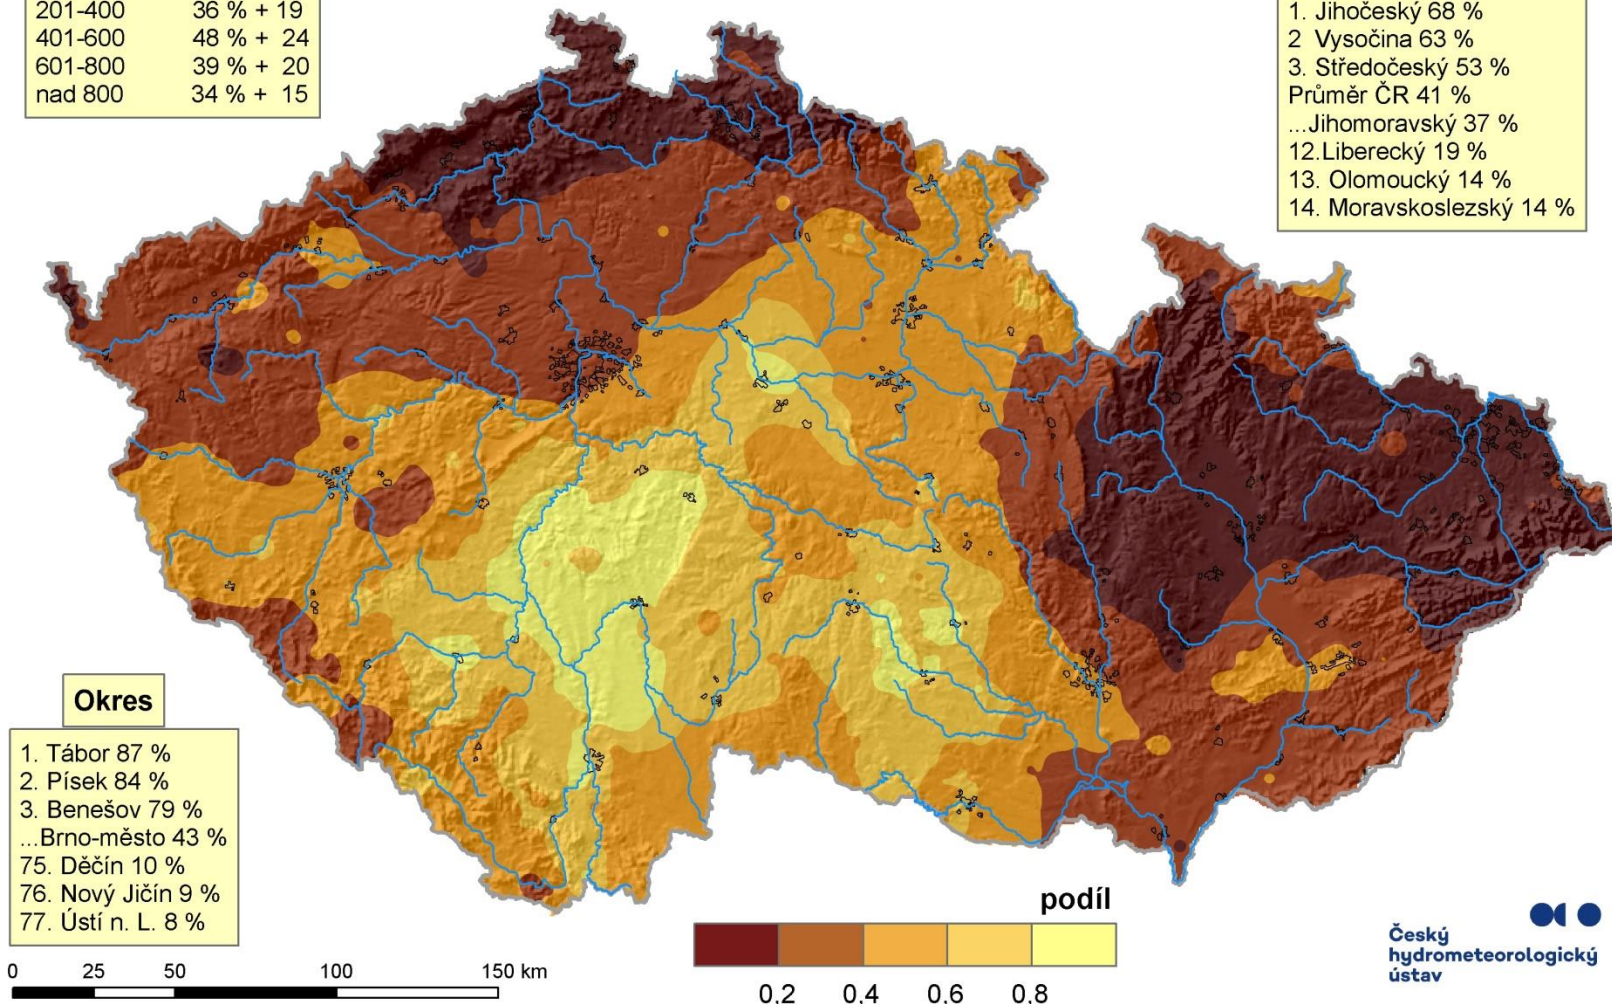 201-400 36 % + 19
401-600 48 % + 24
601-800 39 % + 20
nad 800 34 % + 15
1. Jihočeský 68 %
2 Vysočina 63 %
3. Středočeský 53 %
Průměr ČR 41 %
...Jihomoravský 37 %
12.Liberecký 19 %
13. Olomoucký 14 %
14. Moravskoslezský 14 %
Okres
1. Tábor 87 %
2. Písek 84 %
3. Benešov 79 %
...Brno-město 43 %
75. Děčín 10 %
76. Nový Jičín 9 %
77. Ústí n. L. 8 %
0 25 50 100 150 km
podíl
0,2 0,4 0,6 0,8
Český
hydrometeorologický
ústav